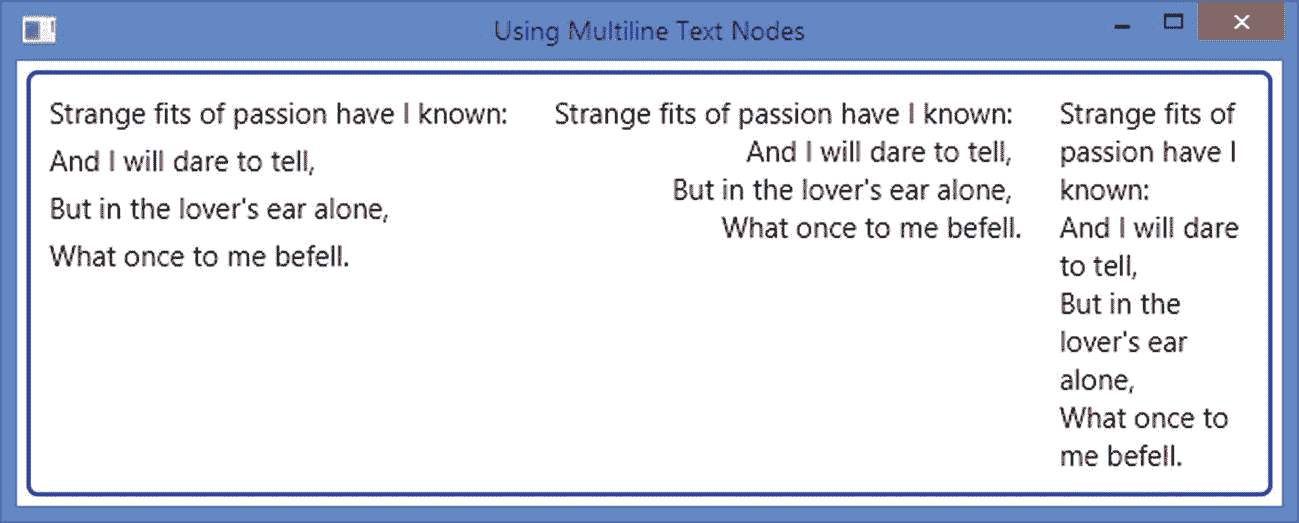 Using Multiline Text Nodes
Strange fits of passion have I known:
And I will dare to tell,
But in the lover's ear alone,
What once to me befell.
Strange fits of passion have I known:
And I will dare to tell,
But in the lover's ear alone,
What once to me befell.
Strange fits of
passion have I
known:
And I will dare
to tell,
But in the
lover's ear
alone,
What once to
me befell.